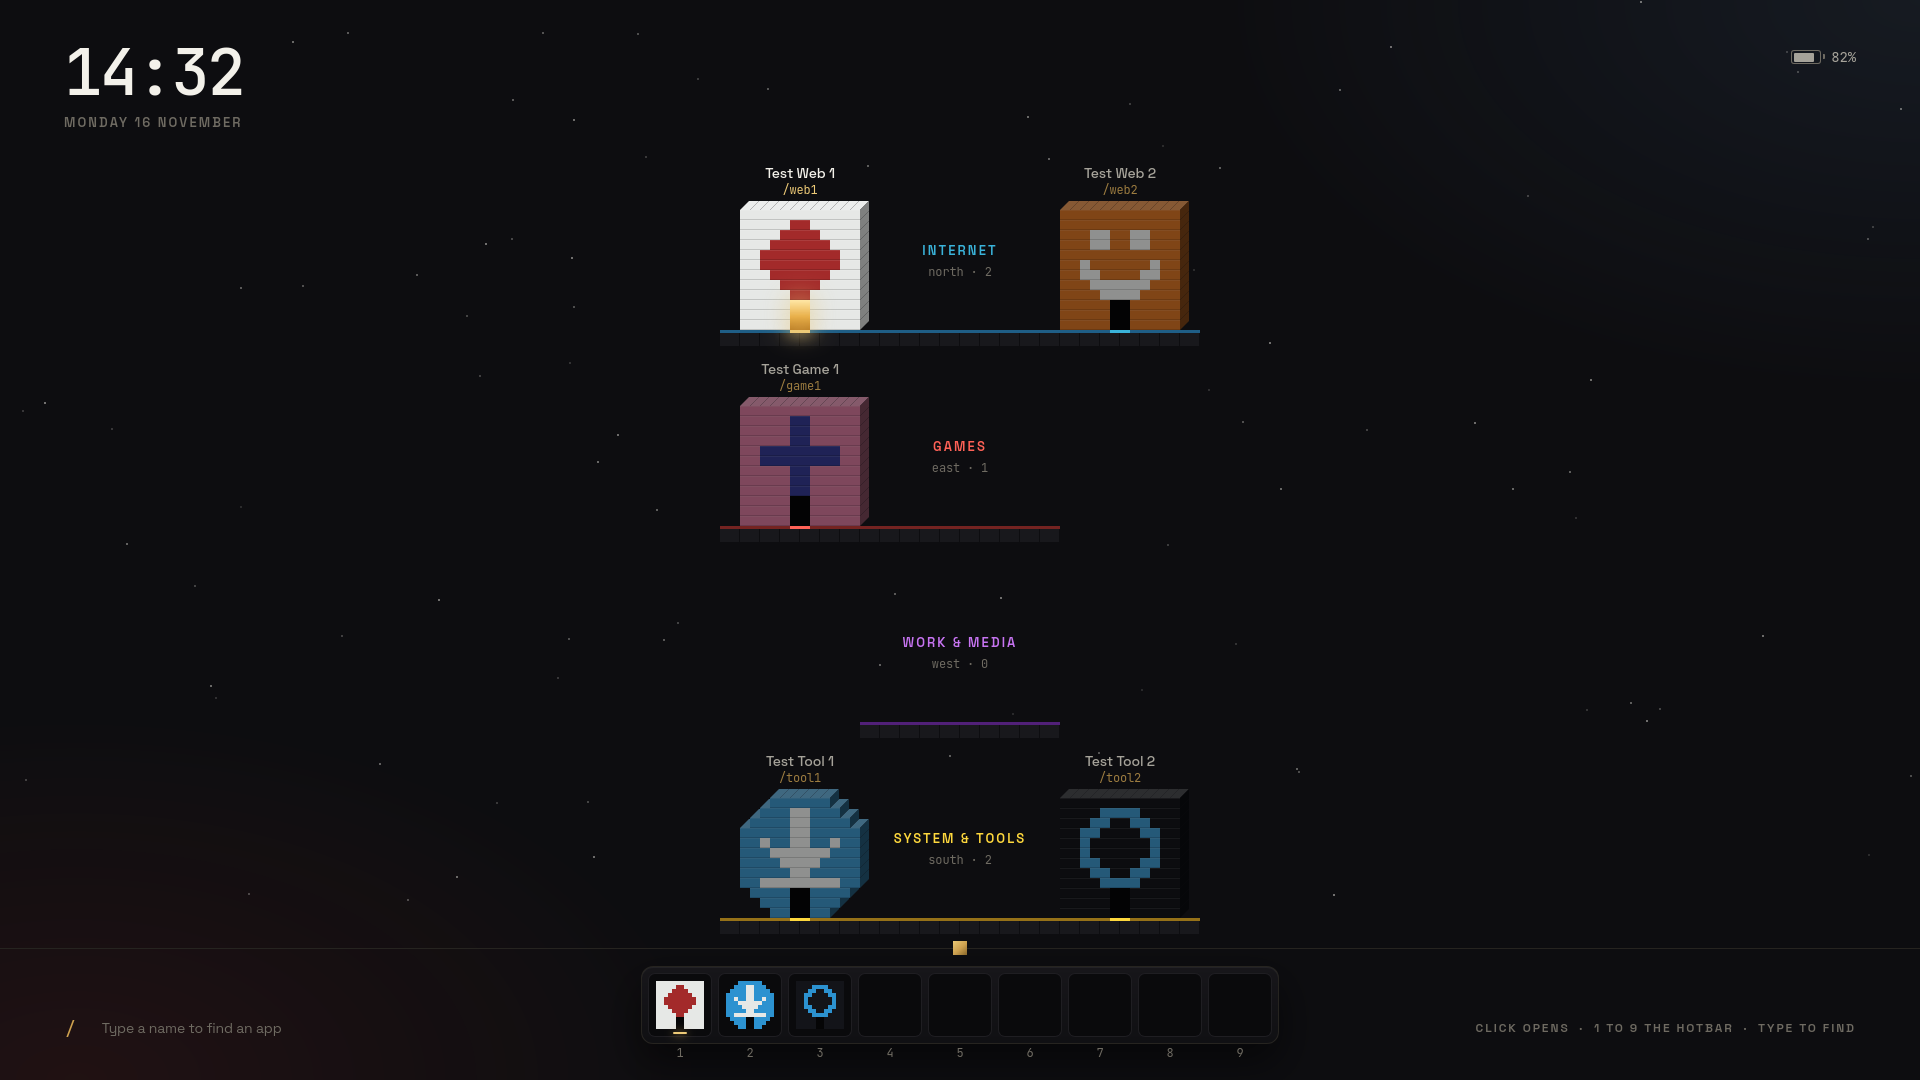 14:32
MONDAY 16 NOVEMBER
82%
Test Web 1
/web1
INTERNET
north · 2
Test Web 2
/web2
Test Game 1
/game1
GAMES
east · 1
WORK & MEDIA
west · 0
Test Tool 1
/tool1
SYSTEM & TOOLS
south · 2
Test Tool 2
/tool2
/ Type a name to find an app
1 2 3 4 5 6 7 8 9
CLICK OPENS · 1 TO 9 THE HOTBAR · TYPE TO FIND